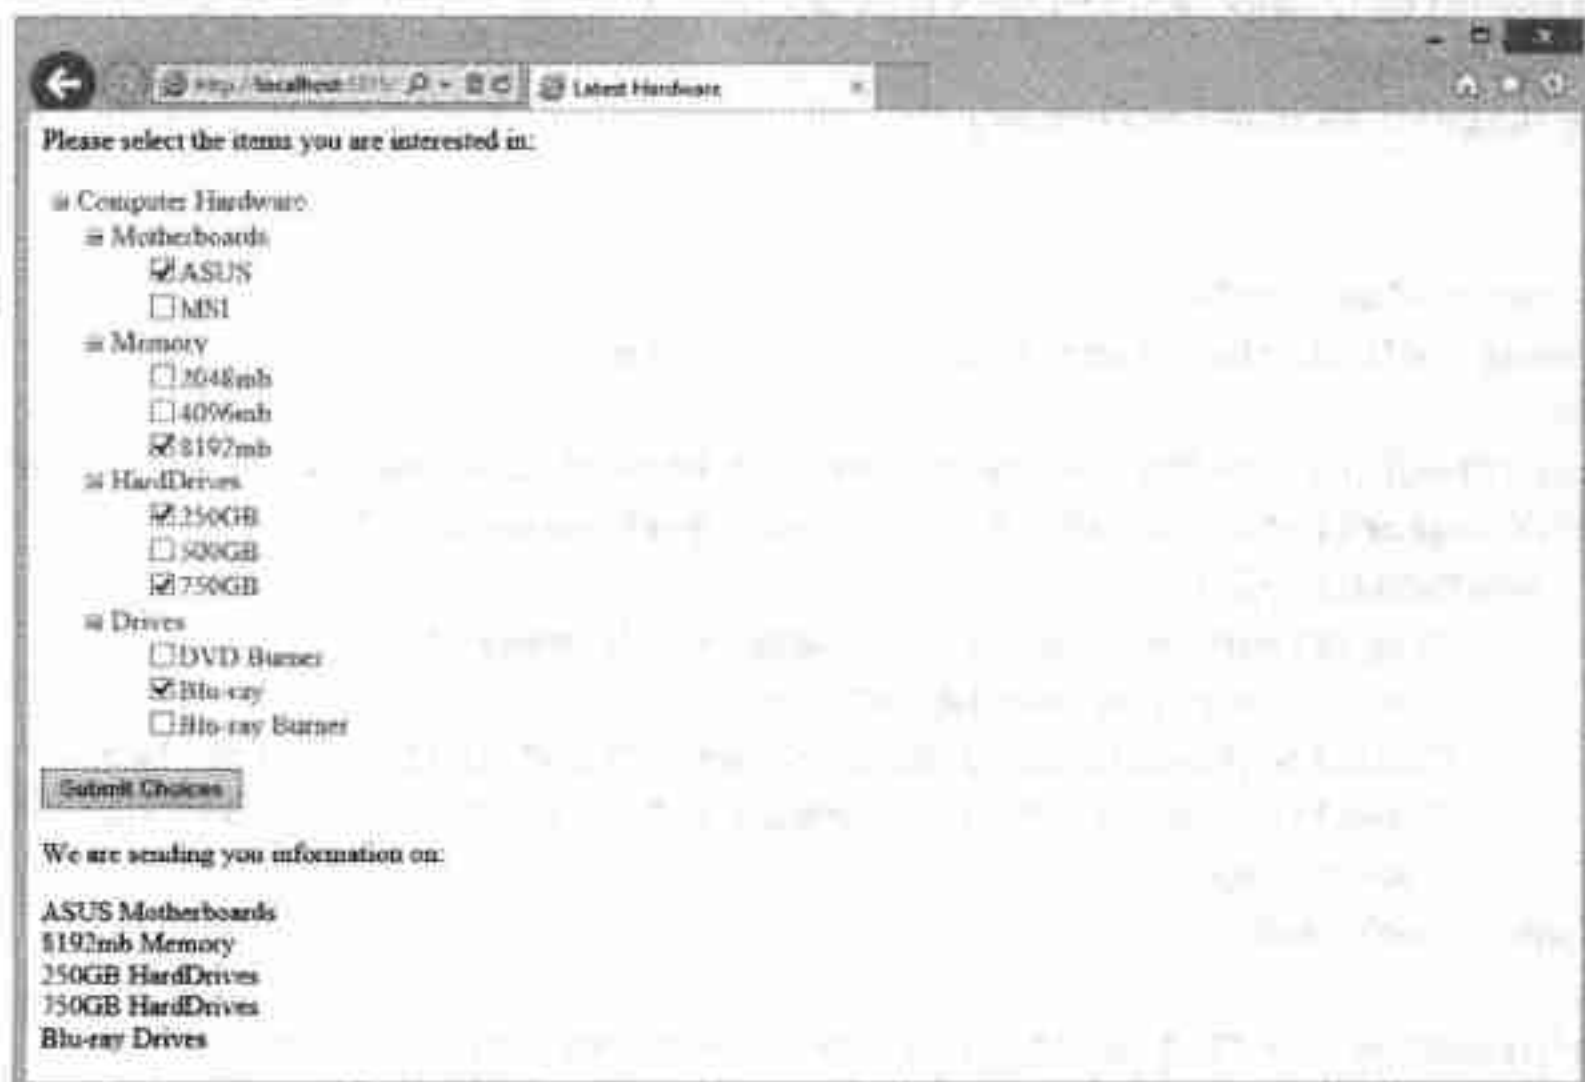 Latest Hardware
Please select the items you are interested in:
Computer Hardware
Motherboards
ASUS
MSI
Memory
2048mb
4096mb
8192mb
HardDrives
250GB
500GB
750GB
Drives
DVD Burner
Blu-ray
Blu-ray Burner
Submit Choices
We are sending you information on:
ASUS Motherboards
8192mb Memory
250GB HardDrives
750GB HardDrives
Blu-ray Drives